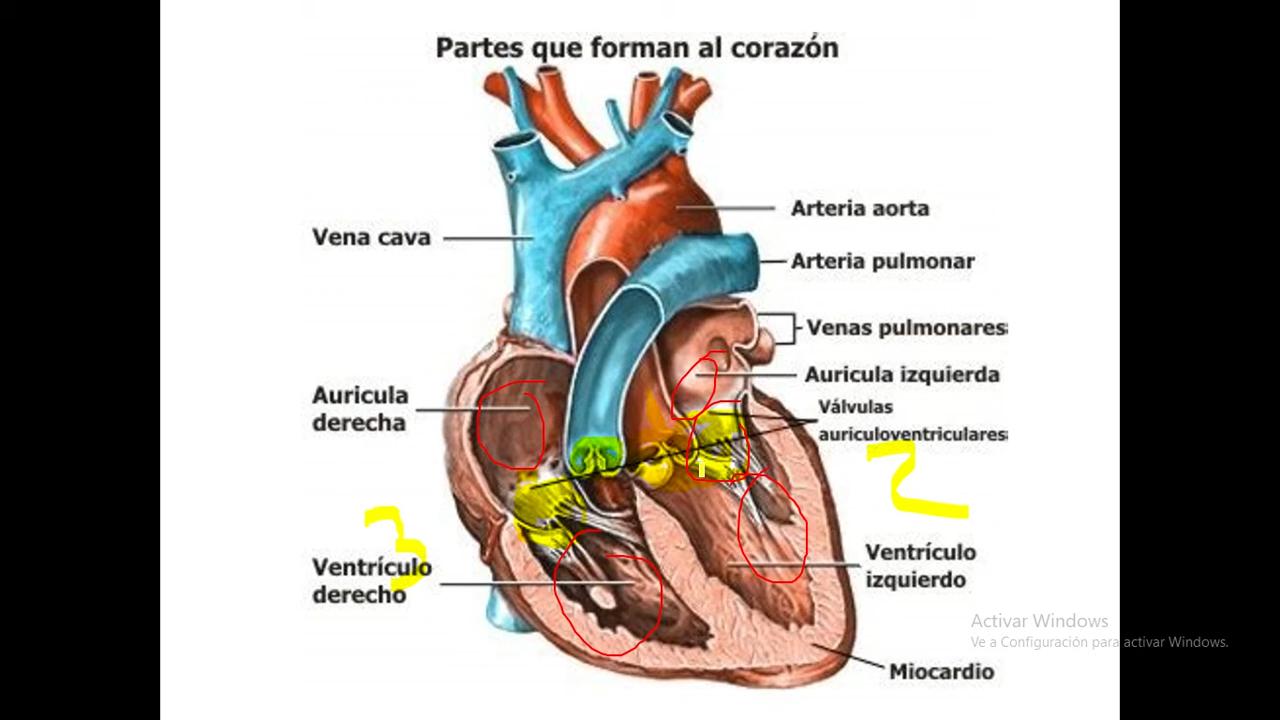 Partes que forman al corazón
Arteria aorta
Vena cava
Arteria pulmonar
Venas pulmonares
Auricula izquierda
Auricula
derecha
Válvulas
auriculoventriculares
2
3
Ventrículo
izquierdo
Ventrículo
derecho
Activar Windows
Ve a Configuración para activar Windows.
Miocardio